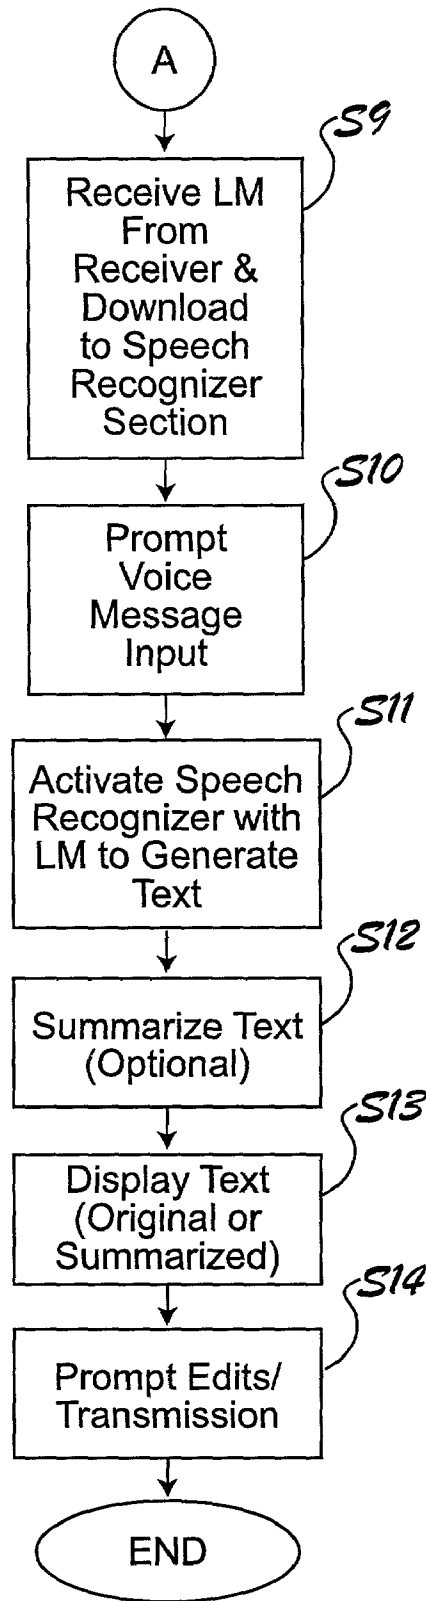 A
S9
Receive LM
From
Receiver &
Download
to Speech
Recognizer
Section
S10
Prompt
Voice
Message
Input
S11
Activate Speech
Recognizer with
LM to Generate
Text
S12
Summarize Text
(Optional)
S13
Display Text
(Original or
Summarized)
S14
Prompt Edits/
Transmission
END